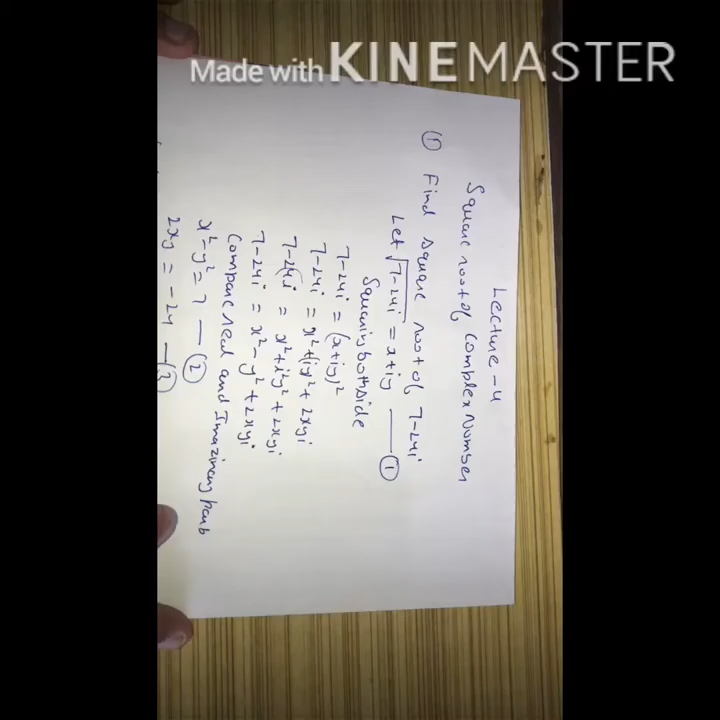 Made with KINEMASTER
Lecture - 4
Square root of Complex Number
① Find square root of 7-24i
Let √7-24i = x+iy —— ①
Squaring both side
7-24i = (x+iy)²
7-24i = x²+(iy)²+2xyi
7-24i = x²+i²y²+2xyi
7-24i = x²-y²+2xyi
Compare real and Imazinary parts
x²-y² = 7 — ②
2xy = -24 — ③